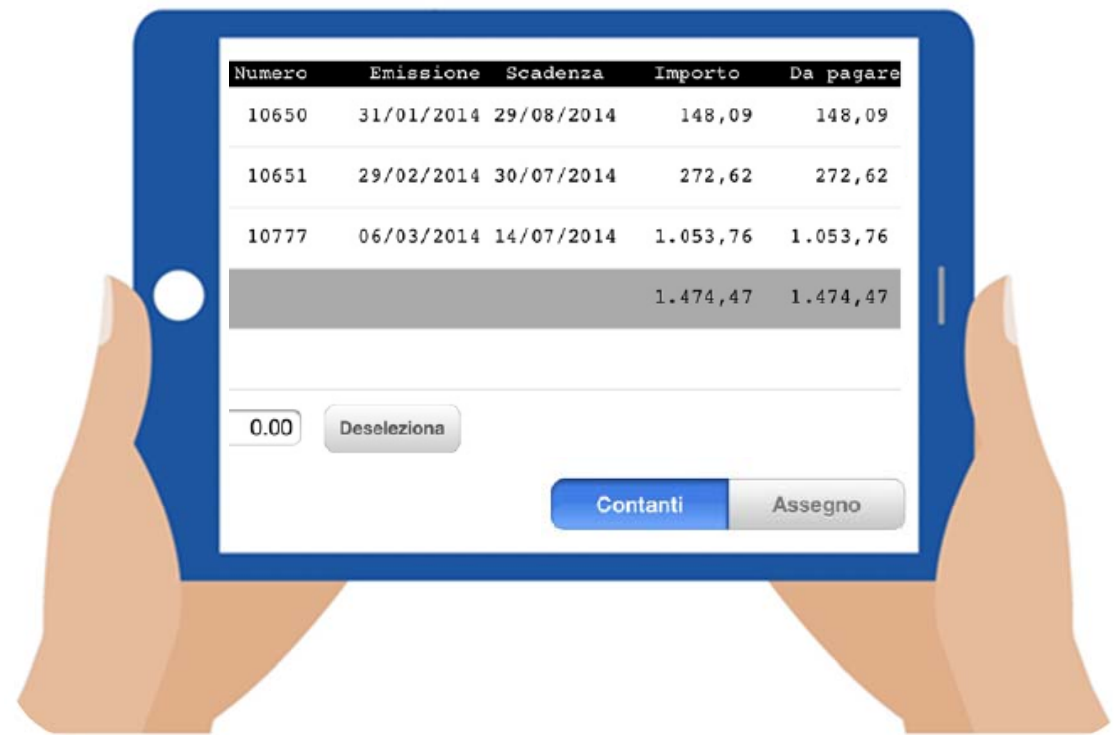 Numero Emissione Scadenza Importo Da pagare
10650 31/01/2014 29/08/2014 148,09 148,09
10651 29/02/2014 30/07/2014 272,62 272,62
10777 06/03/2014 14/07/2014 1.053,76 1.053,76
1.474,47 1.474,47
0.00 Deseleziona
Contanti Assegno